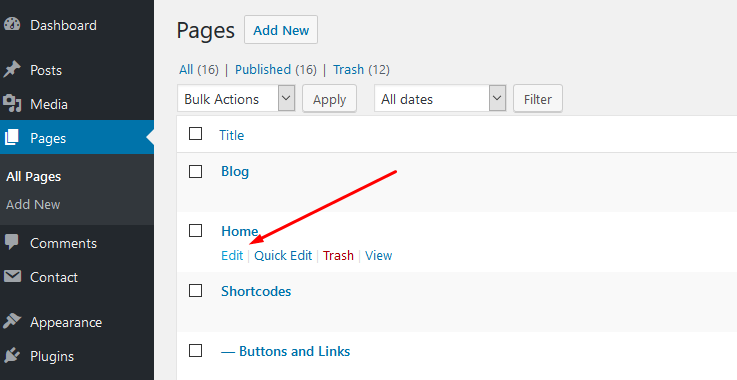 Dashboard
Posts
Media
Pages
All Pages
Add New
Comments
Contact
Appearance
Plugins
Pages Add New
All (16) | Published (16) | Trash (12)
Bulk Actions Apply All dates Filter
Title
Blog
Home
Edit | Quick Edit | Trash | View
Shortcodes
— Buttons and Links